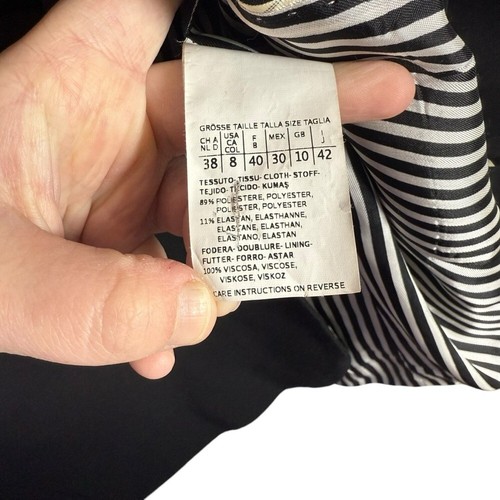 GRÖSSE TAILLE TALLA SIZE TAGLIA
CH A NL D USA CA COL F B MEX GB I J
38 8 40 30 10 42
TESSUTO-TISSU-CLOTH-STOFF-
TEJIDO-TECIDO-KUMAŞ
89% POLIESTERE, POLYESTER,
POLIESTER, POLYESTER
11% ELASTAN, ELASTHANNE,
ELASTANE, ELASTHAN,
ELASTANO, ELASTAN
FODERA-DOUBLURE-LINING-
FUTTER-FORRO-ASTAR
100% VISCOSA, VISCOSE,
VISKOSE, VISKOZ
CARE INSTRUCTIONS ON REVERSE